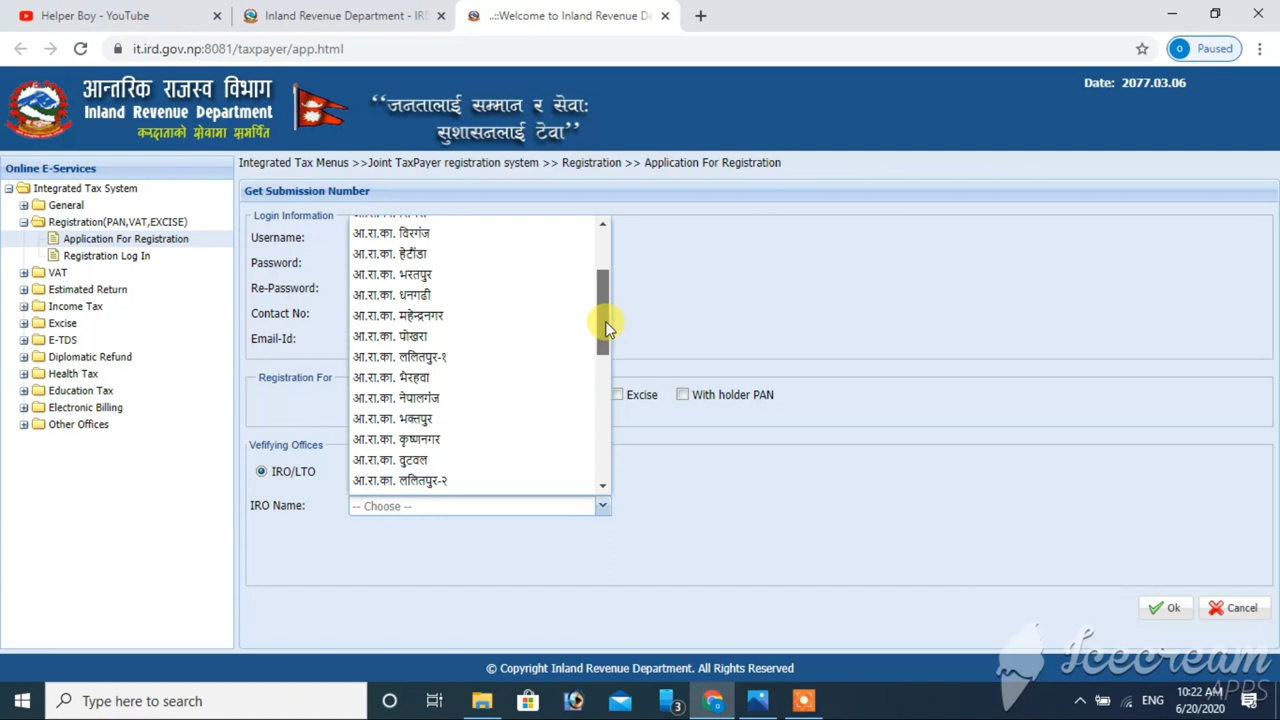 Helper Boy - YouTube
Inland Revenue Department - IRD
..::Welcome to Inland Revenue De
it.ird.gov.np:8081/taxpayer/app.html
Paused
आन्तरिक राजस्व विभाग
Inland Revenue Department
करदाताको सेवामा समर्पित
“जनतालाई सम्मान र सेवाः
सुशासनलाई टेवा”
Date: 2077.03.06
Online E-Services
Integrated Tax System
General
Registration(PAN,VAT,EXCISE)
Application For Registration
Registration Log In
VAT
Estimated Return
Income Tax
Excise
E-TDS
Diplomatic Refund
Health Tax
Education Tax
Electronic Billing
Other Offices
Integrated Tax Menus >>Joint TaxPayer registration system >> Registration >> Application For Registration
Get Submission Number
Login Information
Username:
Password:
Re-Password:
Contact No:
Email-Id:
आ.रा.का. विरगंज
आ.रा.का. हेटौंडा
आ.रा.का. भरतपुर
आ.रा.का. धनगढी
आ.रा.का. महेन्द्रनगर
आ.रा.का. पोखरा
आ.रा.का. ललितपुर-१
आ.रा.का. भैरहवा
आ.रा.का. नेपालगंज
आ.रा.का. भक्तपुर
आ.रा.का. कृष्णनगर
आ.रा.का. वुटवल
आ.रा.का. ललितपुर-२
Registration For
Excise
With holder PAN
Vefifying Offices
IRO/LTO
IRO Name:
-- Choose --
Ok
Cancel
© Copyright Inland Revenue Department. All Rights Reserved
Icecream
APPS
Type here to search
3
ENG
10:22 AM
6/20/2020